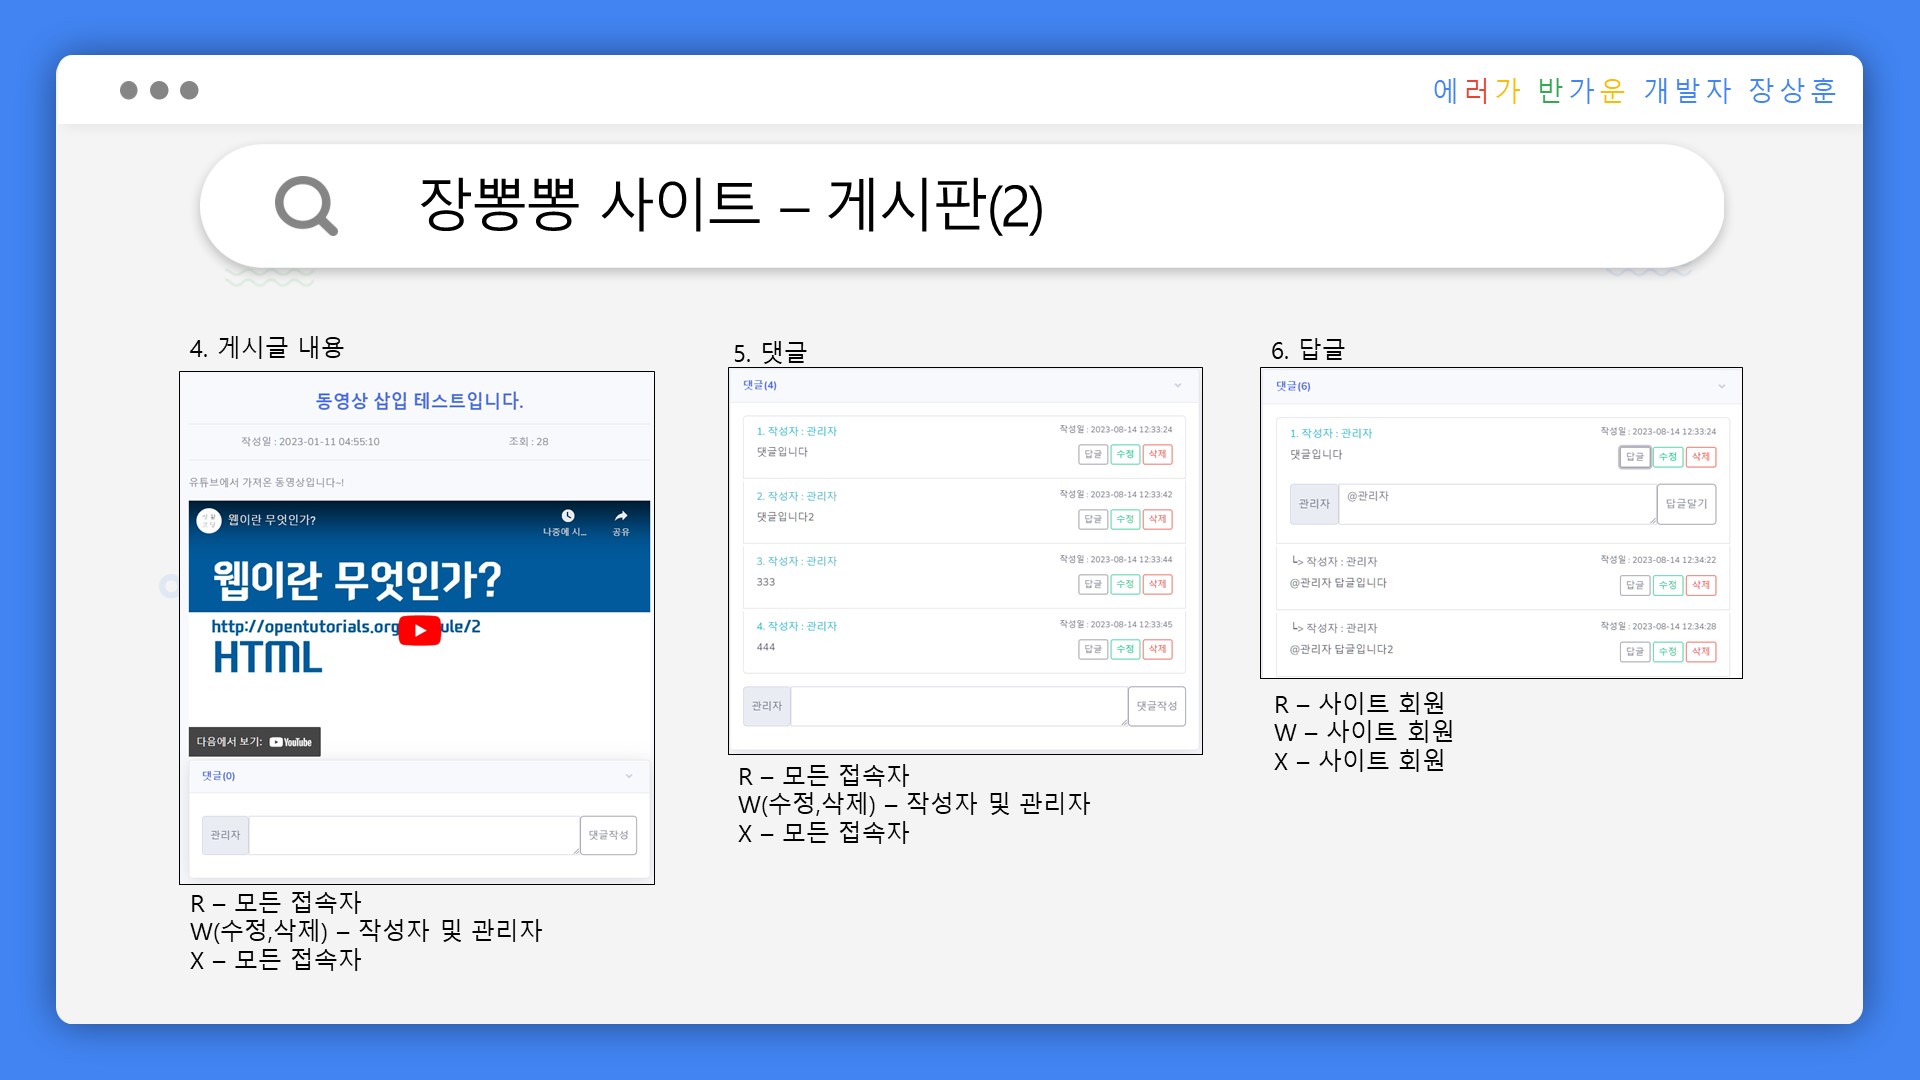 에러가 반가운 개발자 장상훈
장뽕뽕 사이트 – 게시판(2)
4. 게시글 내용
동영상 삽입 테스트입니다.
작성일 : 2023-01-11 04:55:10 조회 : 28
유튜브에서 가져온 동영상입니다~!
웹이란 무엇인가?
나중에 시... 공유
웹이란 무엇인가?
http://opentutorials.org ule/2
HTML
다음에서 보기: YouTube
댓글(0)
관리자 댓글작성
R – 모든 접속자
W(수정,삭제) – 작성자 및 관리자
X – 모든 접속자
5. 댓글
댓글(4)
1. 작성자 : 관리자 작성일 : 2023-08-14 12:33:24
댓글입니다 답글 수정 삭제
2. 작성자 : 관리자 작성일 : 2023-08-14 12:33:42
댓글입니다2 답글 수정 삭제
3. 작성자 : 관리자 작성일 : 2023-08-14 12:33:44
333 답글 수정 삭제
4. 작성자 : 관리자 작성일 : 2023-08-14 12:33:45
444 답글 수정 삭제
관리자 댓글작성
R – 모든 접속자
W(수정,삭제) – 작성자 및 관리자
X – 모든 접속자
6. 답글
댓글(6)
1. 작성자 : 관리자 작성일 : 2023-08-14 12:33:24
댓글입니다 답글 수정 삭제
관리자 @관리자 답글달기
┗> 작성자 : 관리자 작성일 : 2023-08-14 12:34:22
@관리자 답글입니다 답글 수정 삭제
┗> 작성자 : 관리자 작성일 : 2023-08-14 12:34:28
@관리자 답글입니다2 답글 수정 삭제
R – 사이트 회원
W – 사이트 회원
X – 사이트 회원